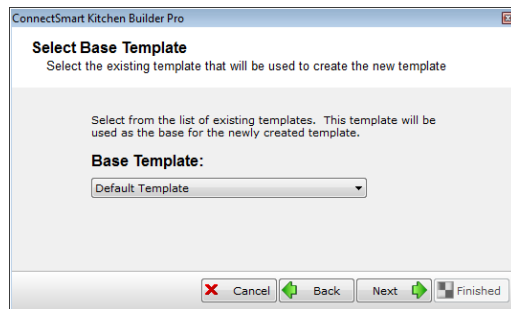 ConnectSmart Kitchen Builder Pro
Select Base Template
Select the existing template that will be used to create the new template
Select from the list of existing templates.  This template will be
used as the base for the newly created template.
Base Template:
Default Template
Cancel Back Next Finished